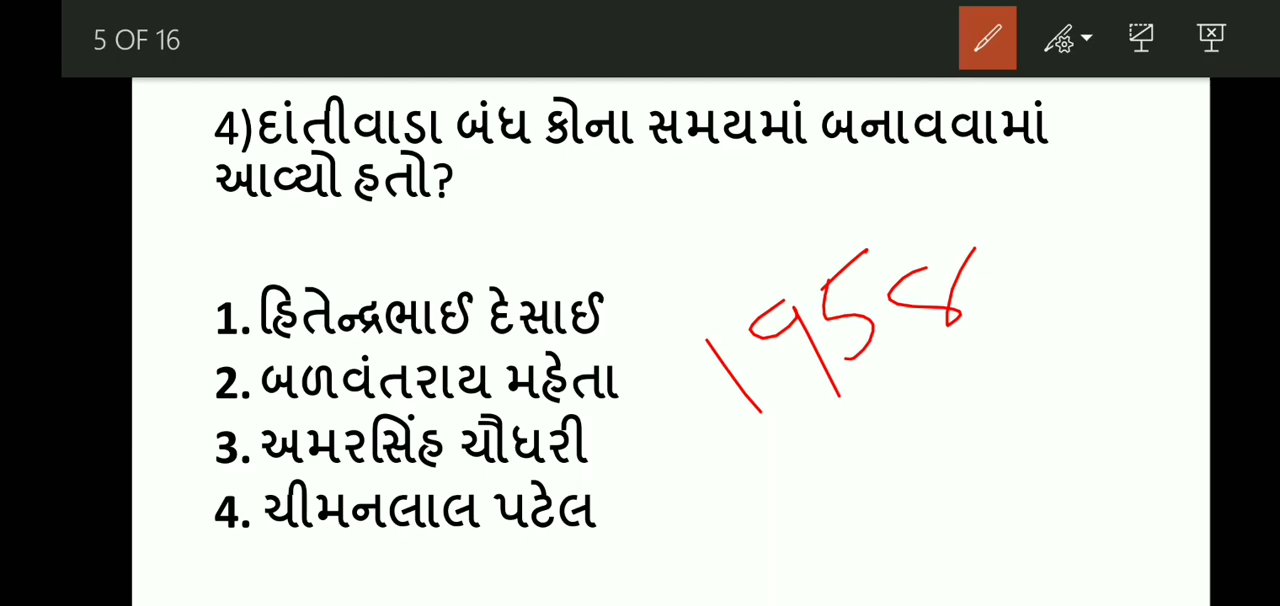 5 OF 16
4)દાંતીવાડા બંધ કોના સમયમાં બનાવવામાં
આવ્યો હતો?
1. હિતેન્દ્રભાઈ દેસાઈ
1958
2. બળવંતરાય મહેતા
3. અમરસિંહ ચૌધરી
4. ચીમનલાલ પટેલ